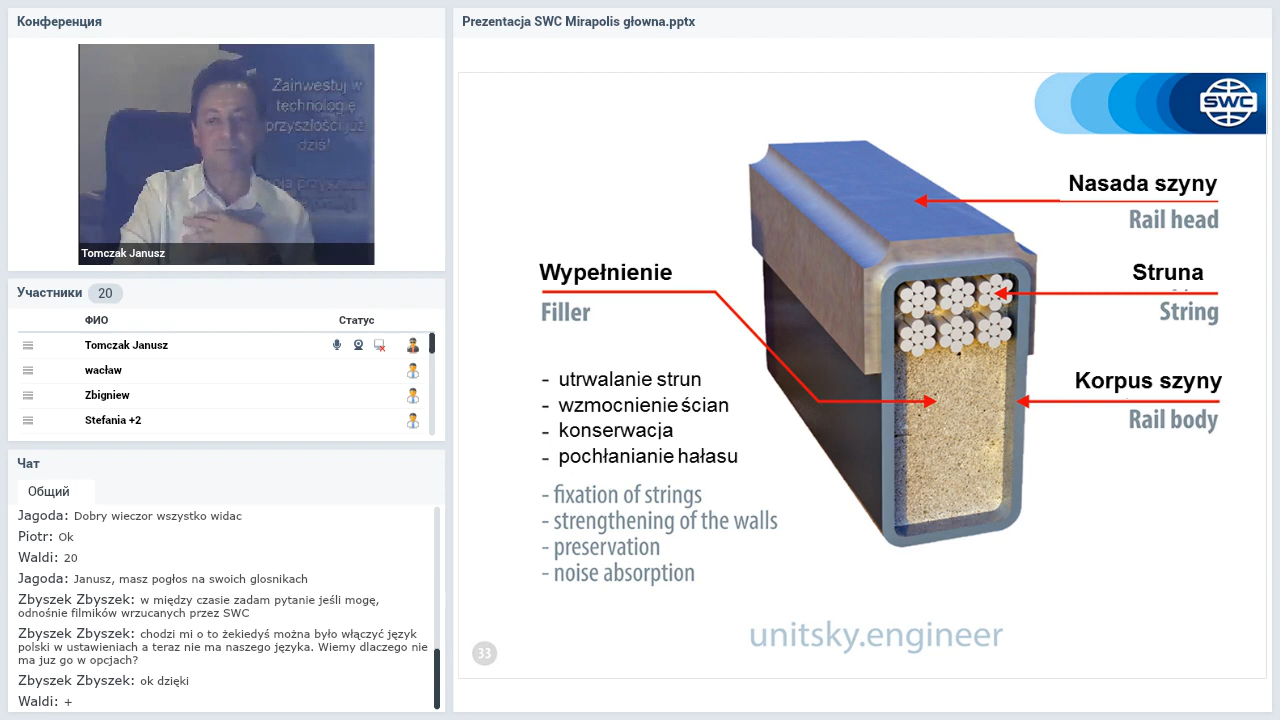 Конференция
Zainwestuj w
technologię
przyszłości już
dziś!
Tomczak Janusz
Участники 20
ФИО Статус
Tomczak Janusz
wacław
Zbigniew
Stefania +2
Чат
Общий
Jagoda: Dobry wieczor wszystko widac
Piotr: Ok
Waldi: 20
Jagoda: Janusz, masz pogłos na swoich glosnikach
Zbyszek Zbyszek: w między czasie zadam pytanie jeśli mogę,
odnośnie filmików wrzucanych przez SWC
Zbyszek Zbyszek: chodzi mi o to żekiedyś można było włączyć język
polski w ustawieniach a teraz nie ma naszego języka. Wiemy dlaczego nie
ma juz go w opcjach?
Zbyszek Zbyszek: ok dzięki
Waldi: +
Prezentacja SWC Mirapolis głowna.pptx
SWC
Nasada szyny
Rail head
Wypełnienie
Filler
Struna
String
Korpus szyny
Rail body
- utrwalanie strun
- wzmocnienie ścian
- konserwacja
- pochłanianie hałasu
- fixation of strings
- strengthening of the walls
- preservation
- noise absorption
unitsky.engineer
33